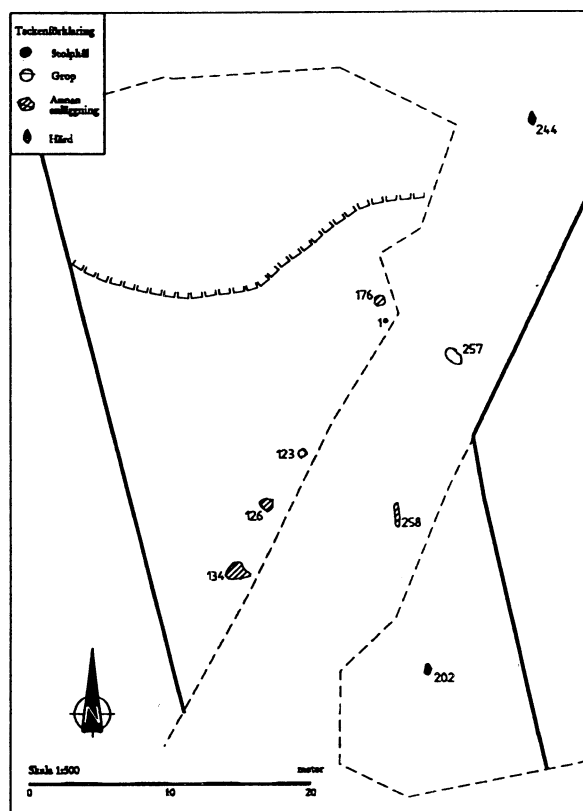 Teckenförklaring
Stolphål
Grop
Annan
anläggning
Härd
244
176
1
257
123
126
258
134
202
N
Skala 1:500
meter
0 10 20